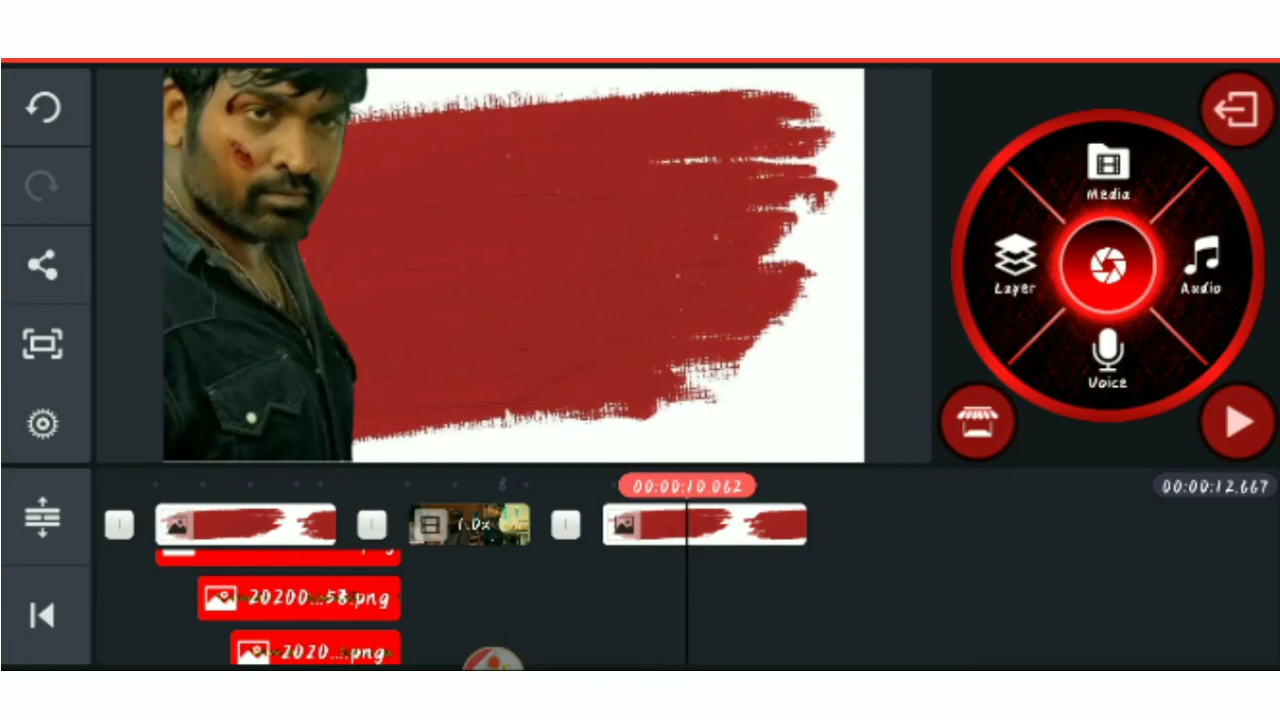 Media
Layer
Audio
Voice
6
00:00:10.062
00:00:12.667
1.0x
20200...58.png
2020....png